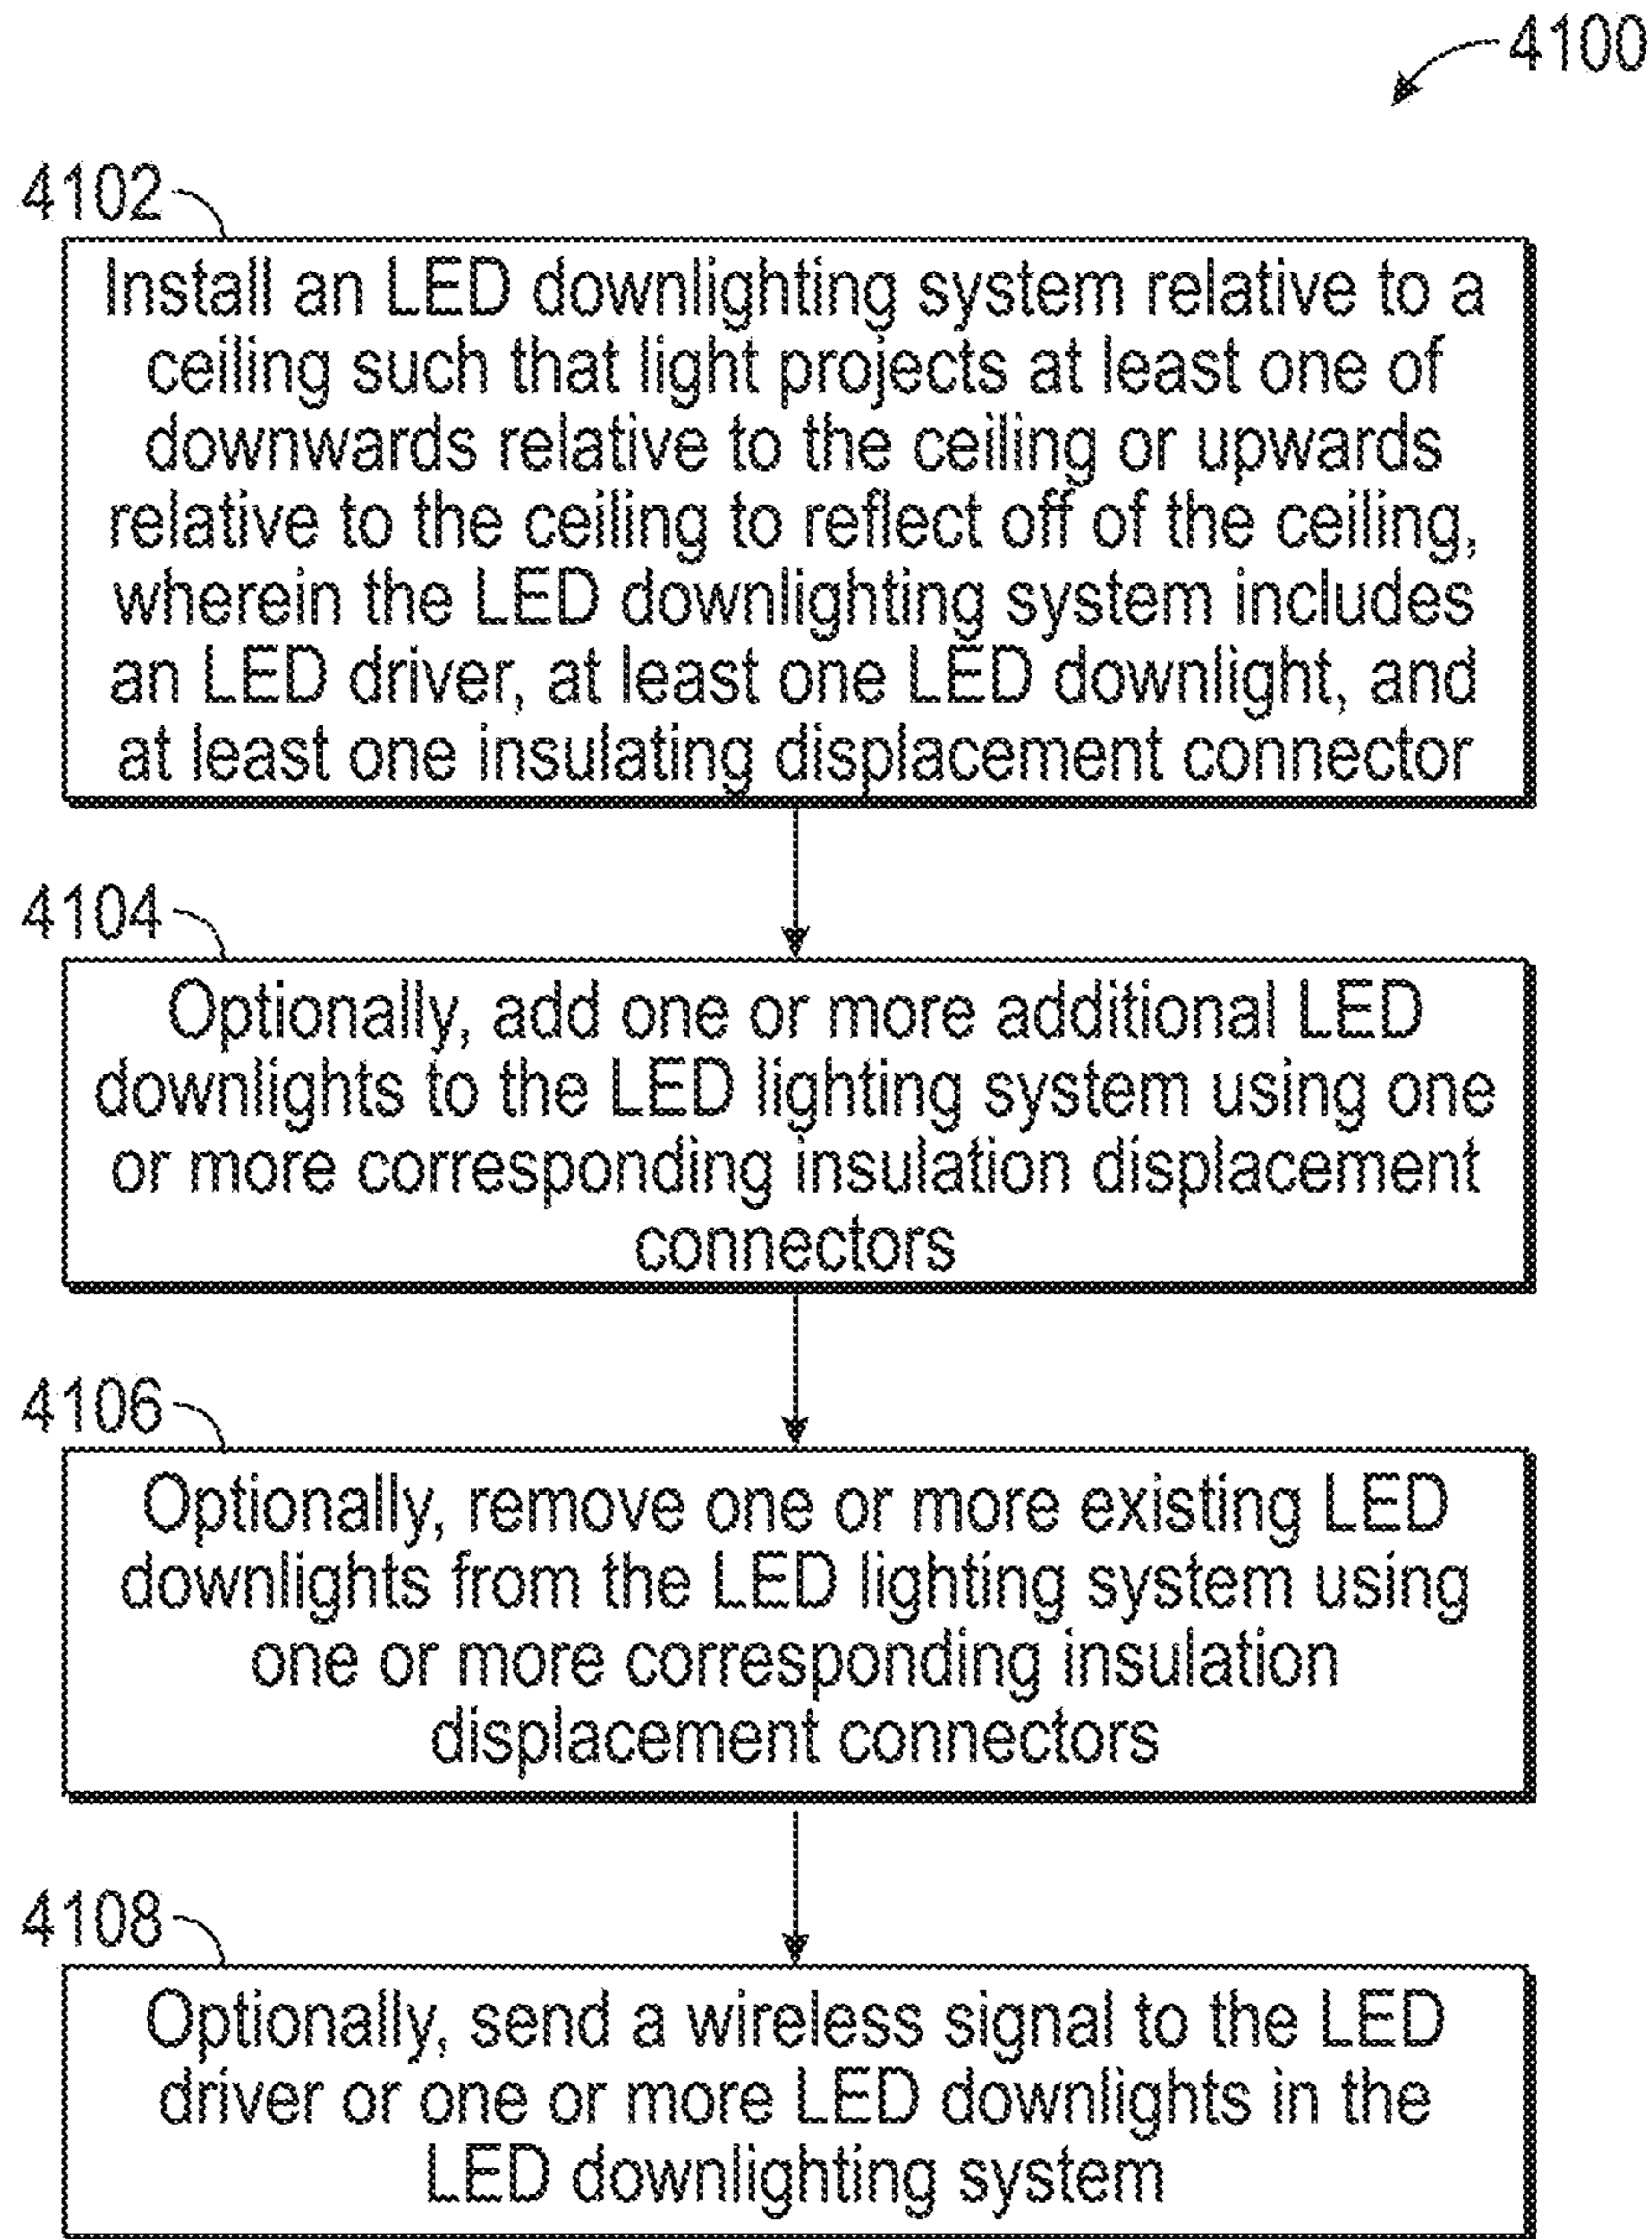 4100
4102
Install an LED downlighting system relative to a
ceiling such that light projects at least one of
downwards relative to the ceiling or upwards
relative to the ceiling to reflect off of the ceiling,
wherein the LED downlighting system includes
an LED driver, at least one LED downlight, and
at least one insulating displacement connector
4104
Optionally, add one or more additional LED
downlights to the LED lighting system using one
or more corresponding insulation displacement
connectors
4106
Optionally, remove one or more existing LED
downlights from the LED lighting system using
one or more corresponding insulation
displacement connectors
4108
Optionally, send a wireless signal to the LED
driver or one or more LED downlights in the
LED downlighting system